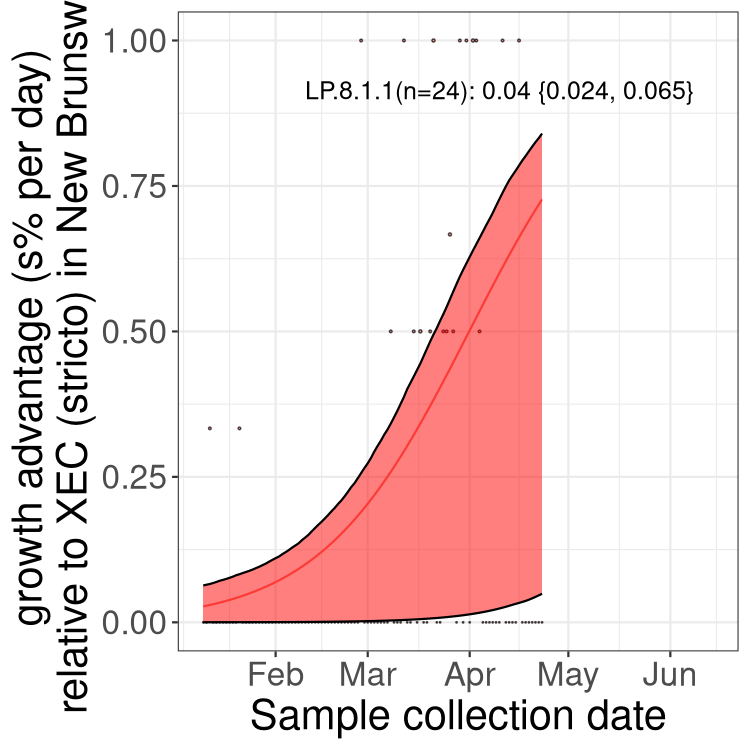 growth advantage (s% per day)
relative to XEC (stricto) in New Brunsw
1.00
0.75
0.50
0.25
0.00
LP.8.1.1(n=24): 0.04 {0.024, 0.065}
Feb Mar Apr May Jun
Sample collection date